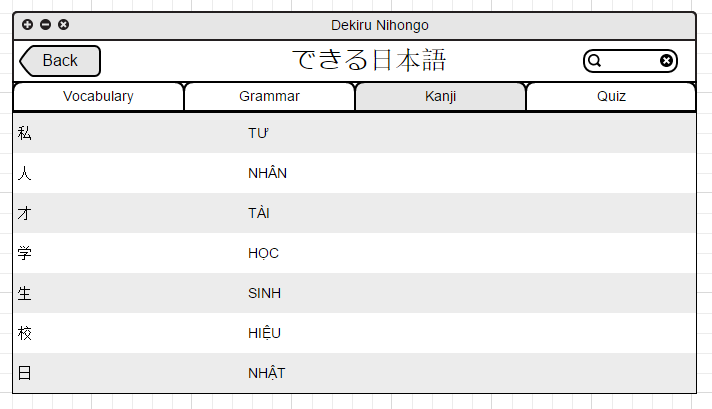 Dekiru Nihongo
Back できる日本語
Vocabulary Grammar Kanji Quiz
私 TƯ
人 NHÂN
才 TÀI
学 HỌC
生 SINH
校 HIỆU
日 NHẬT